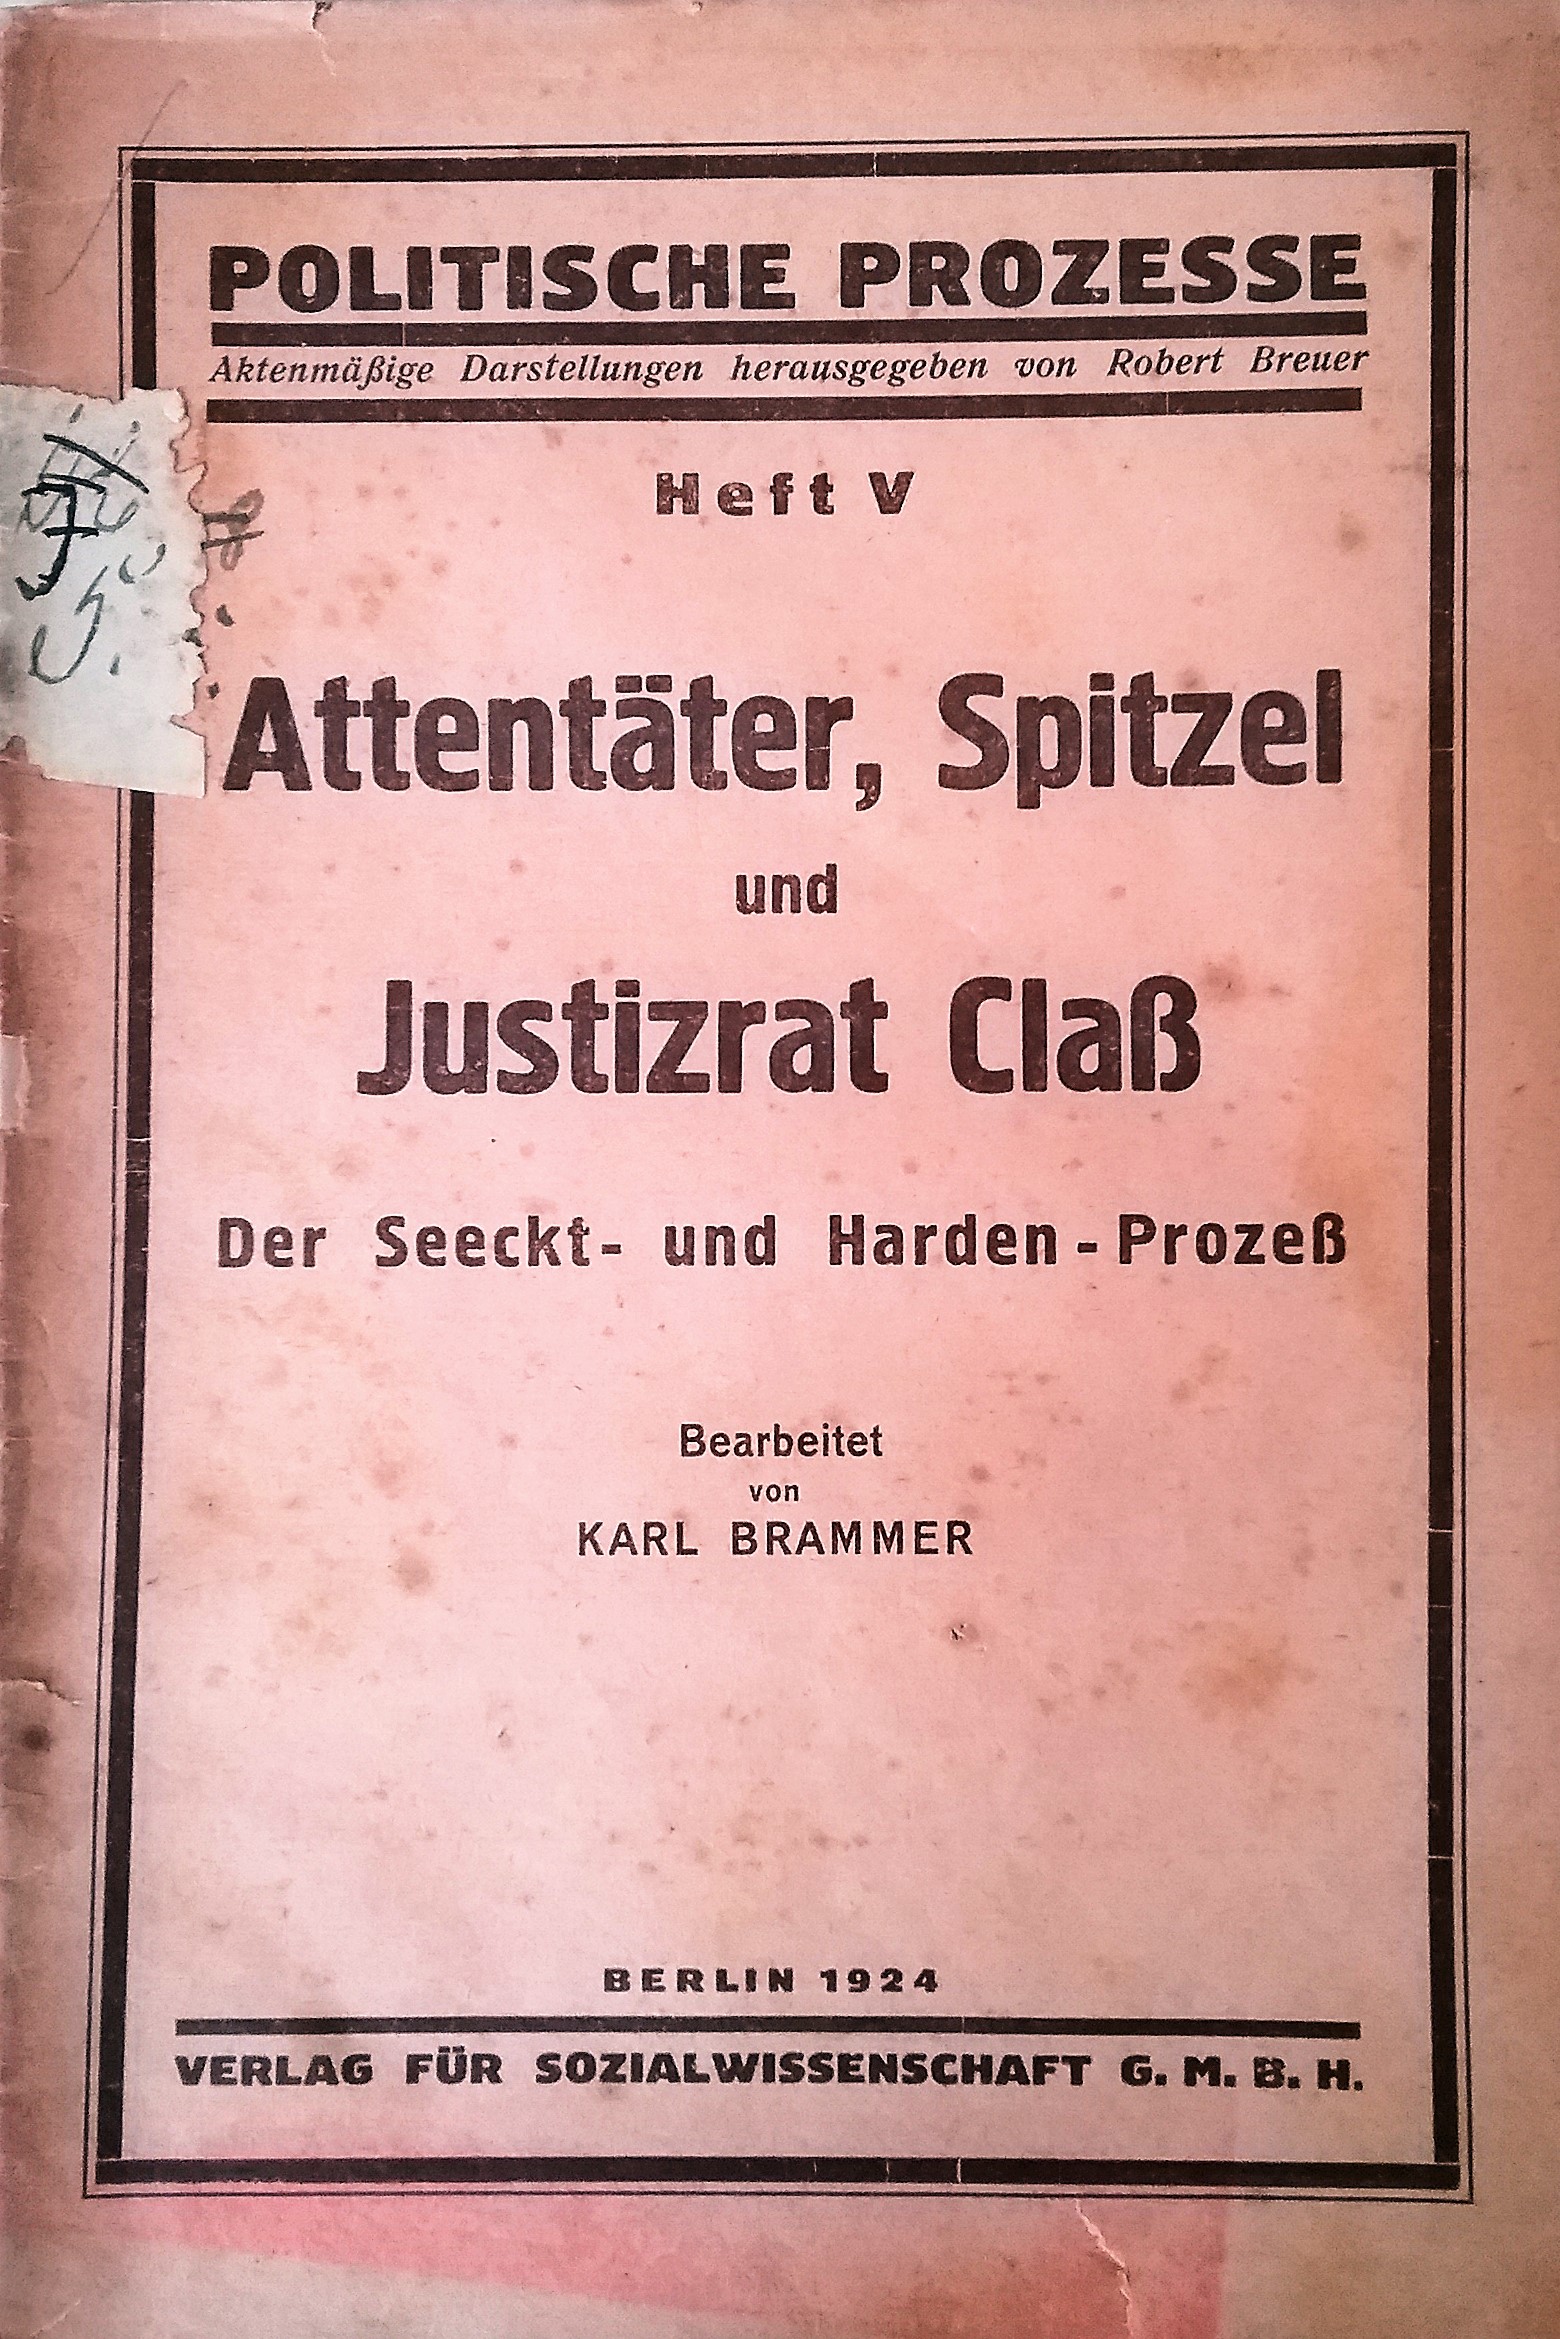 POLITISCHE PROZESSE
Aktenmäßige Darstellungen herausgegeben von Robert Breuer
Heft V
Attentäter, Spitzel
und
Justizrat Claß
Der Seeckt- und Harden-Prozeß
Bearbeitet
von
KARL BRAMMER
BERLIN 1924
VERLAG FÜR SOZIALWISSENSCHAFT G. M. B. H.